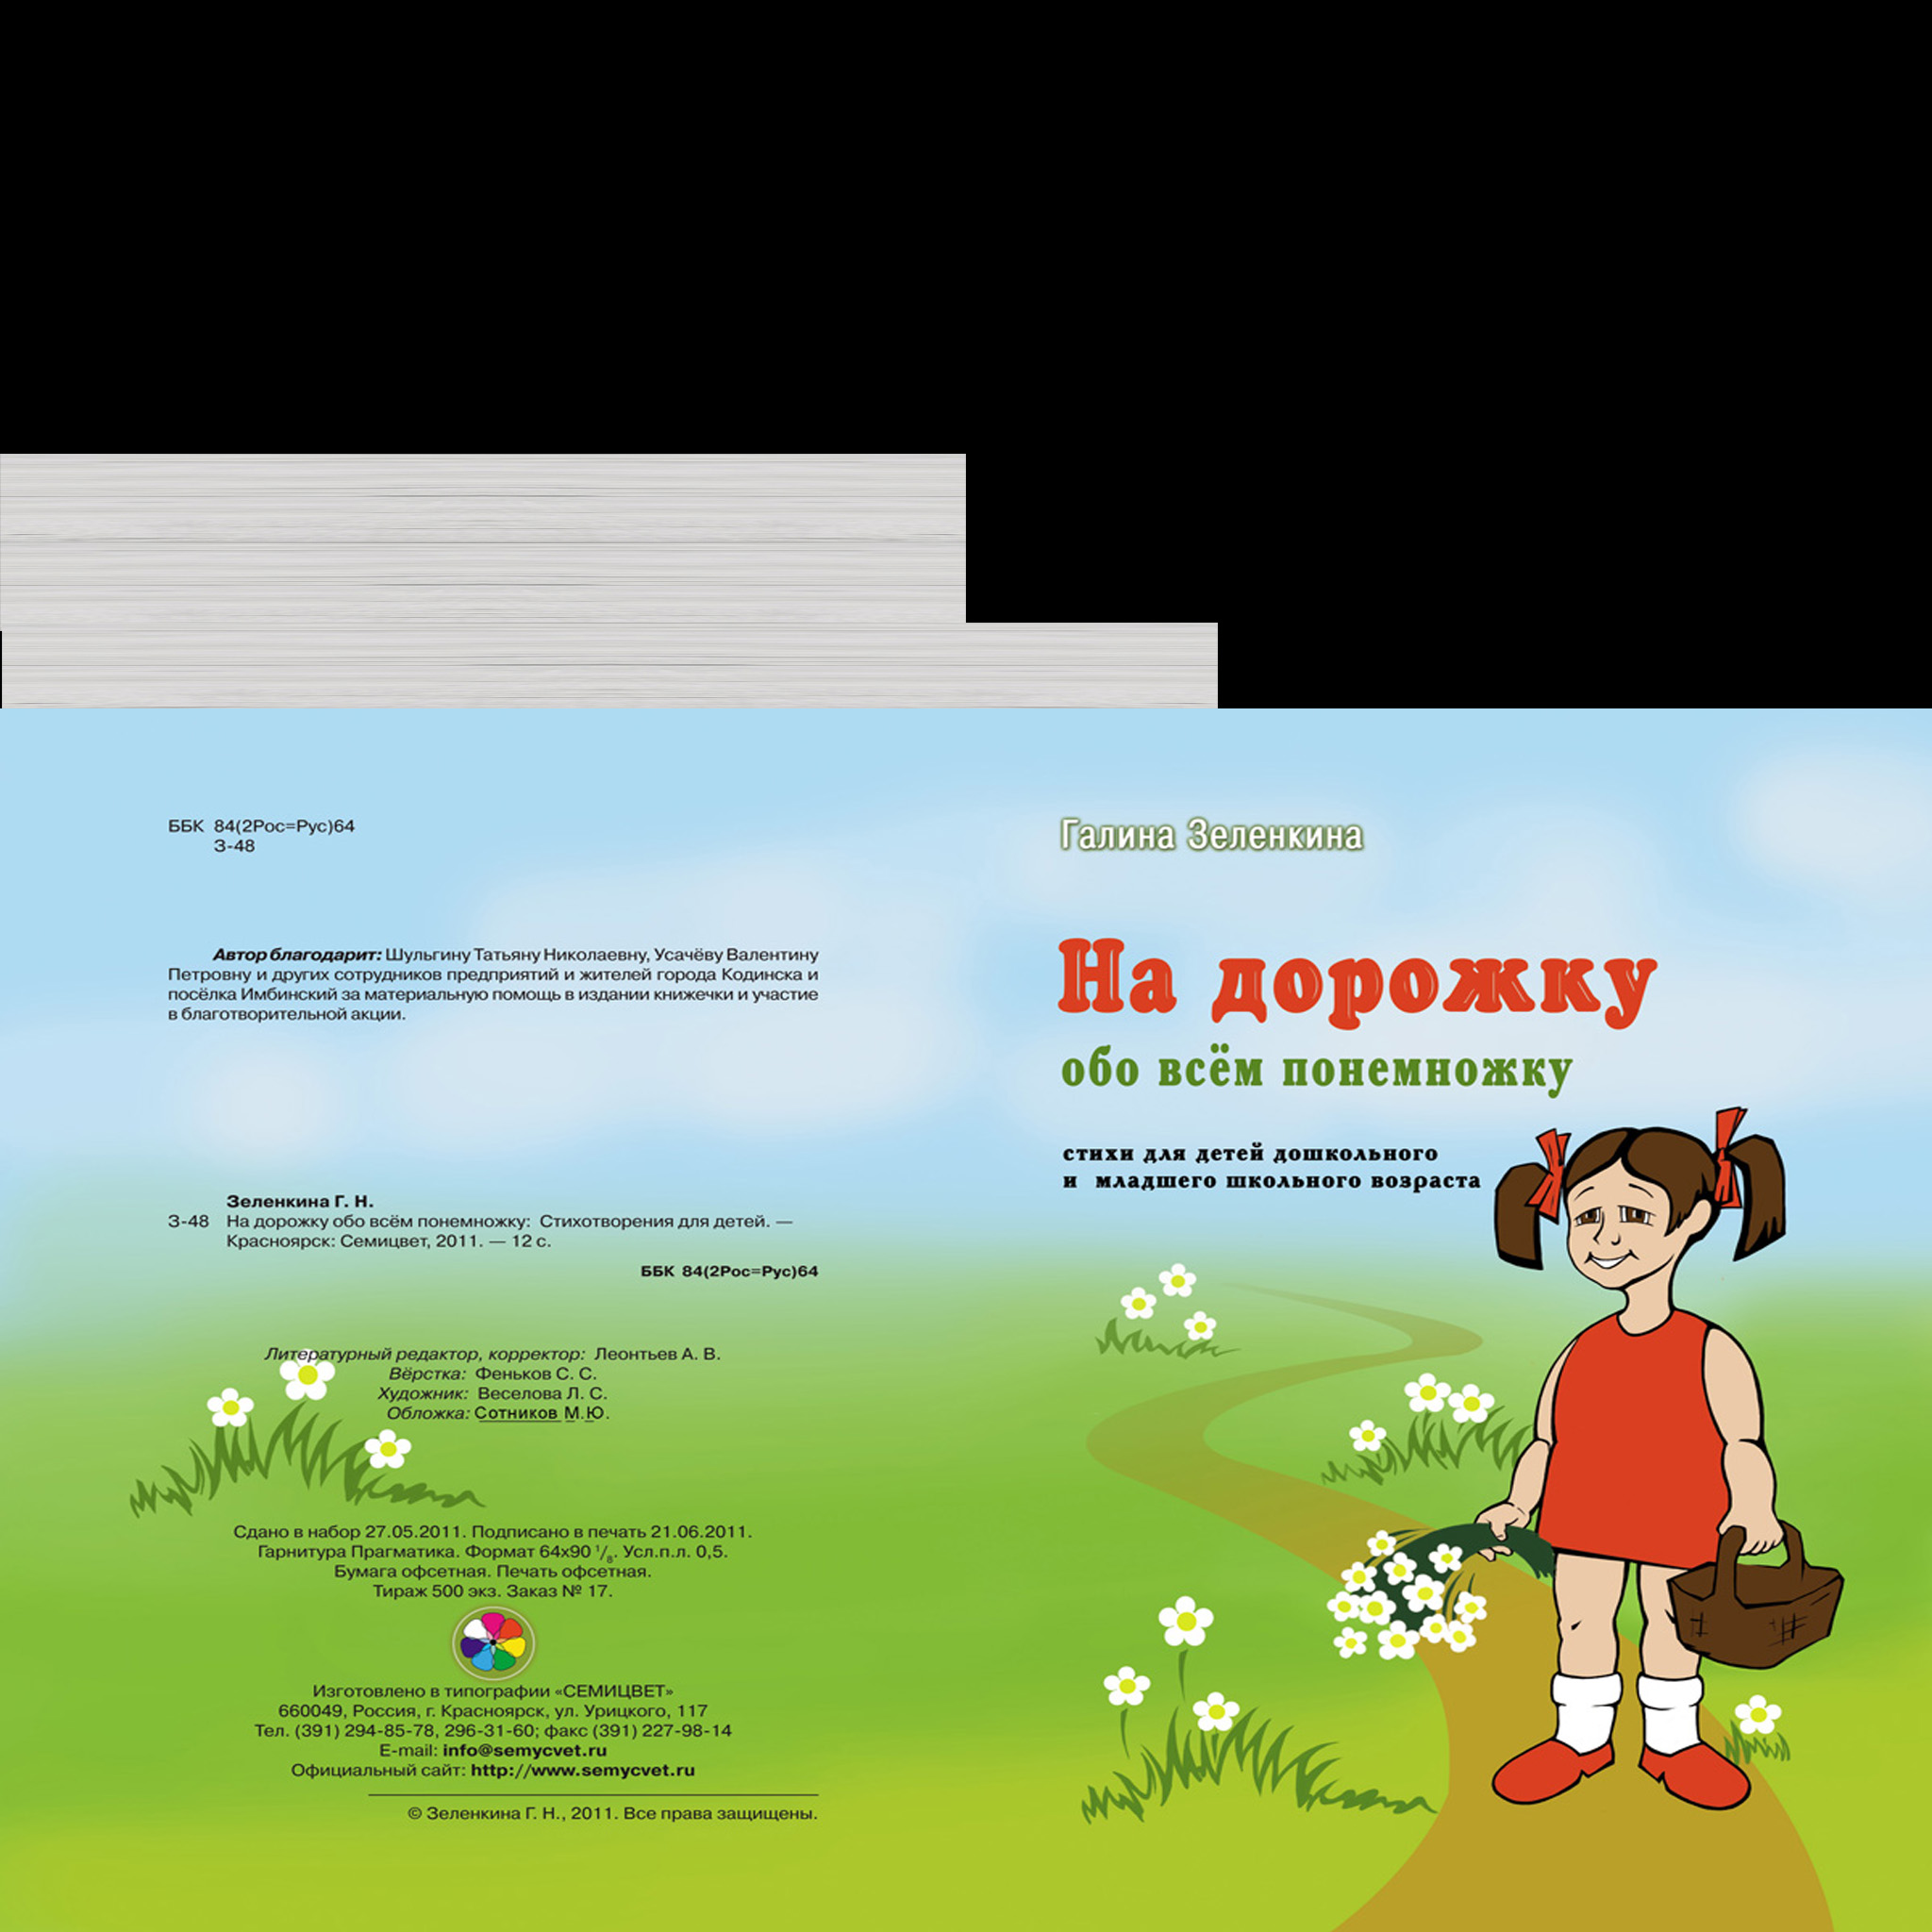 ББК 84(2Рос=Рус)64
З-48
Автор благодарит: Шульгину Татьяну Николаевну, Усачёву Валентину
Петровну и других сотрудников предприятий и жителей города Кодинска и
посёлка Имбинский за материальную помощь в издании книжечки и участие
в благотворительной акции.
Зеленкина Г. Н.
З-48 На дорожку обо всём понемножку: Стихотворения для детей. —
Красноярск: Семицвет, 2011. — 12 с.
ББК 84(2Рос=Рус)64
Литературный редактор, корректор: Леонтьев А. В.
Вёрстка: Феньков С. С.
Художник: Веселова Л. С.
Обложка: Сотников М.Ю.
Сдано в набор 27.05.2011. Подписано в печать 21.06.2011.
Гарнитура Прагматика. Формат 64х90 1/8. Усл.п.л. 0,5.
Бумага офсетная. Печать офсетная.
Тираж 500 экз. Заказ № 17.
Изготовлено в типографии «СЕМИЦВЕТ»
660049, Россия, г. Красноярск, ул. Урицкого, 117
Тел. (391) 294-85-78, 296-31-60; факс (391) 227-98-14
E-mail: info@semycvet.ru
Официальный сайт: http://www.semycvet.ru
© Зеленкина Г. Н., 2011. Все права защищены.
Галина Зеленкина
На дорожку
обо всём понемножку
стихи для детей дошкольного
и младшего школьного возраста